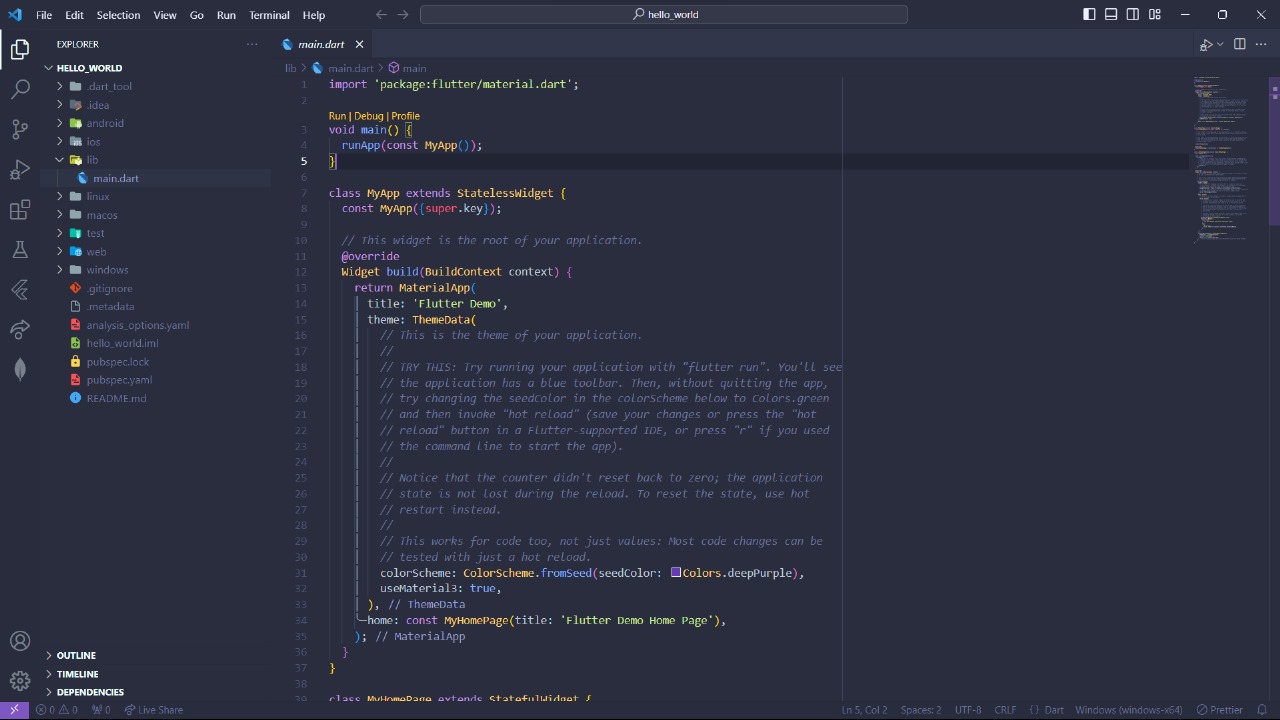 File Edit Selection View Go Run Terminal Help
hello_world
EXPLORER
HELLO_WORLD
.dart_tool
.idea
android
ios
lib
main.dart
linux
macos
test
web
windows
.gitignore
.metadata
analysis_options.yaml
hello_world.iml
pubspec.lock
pubspec.yaml
README.md
OUTLINE
TIMELINE
DEPENDENCIES
main.dart
lib > main.dart > main
1 import 'package:flutter/material.dart';
2
Run | Debug | Profile
3 void main() {
4 runApp(const MyApp());
5 }
6
7 class MyApp extends StatelessWidget {
8 const MyApp({super.key});
9
10 // This widget is the root of your application.
11 @override
12 Widget build(BuildContext context) {
13 return MaterialApp(
14 title: 'Flutter Demo',
15 theme: ThemeData(
16 // This is the theme of your application.
17 //
18 // TRY THIS: Try running your application with "flutter run". You'll see
19 // the application has a blue toolbar. Then, without quitting the app,
20 // try changing the seedColor in the colorScheme below to Colors.green
21 // and then invoke "hot reload" (save your changes or press the "hot
22 // reload" button in a Flutter-supported IDE, or press "r" if you used
23 // the command line to start the app).
24 //
25 // Notice that the counter didn't reset back to zero; the application
26 // state is not lost during the reload. To reset the state, use hot
27 // restart instead.
28 //
29 // This works for code too, not just values: Most code changes can be
30 // tested with just a hot reload.
31 colorScheme: ColorScheme.fromSeed(seedColor: Colors.deepPurple),
32 useMaterial3: true,
33 ), // ThemeData
34 home: const MyHomePage(title: 'Flutter Demo Home Page'),
35 ); // MaterialApp
36 }
37 }
38
39 class MyHomePage extends StatefulWidget {
0 0 0 Live Share Ln 5, Col 2 Spaces: 2 UTF-8 CRLF {} Dart Windows (windows-x64) Prettier